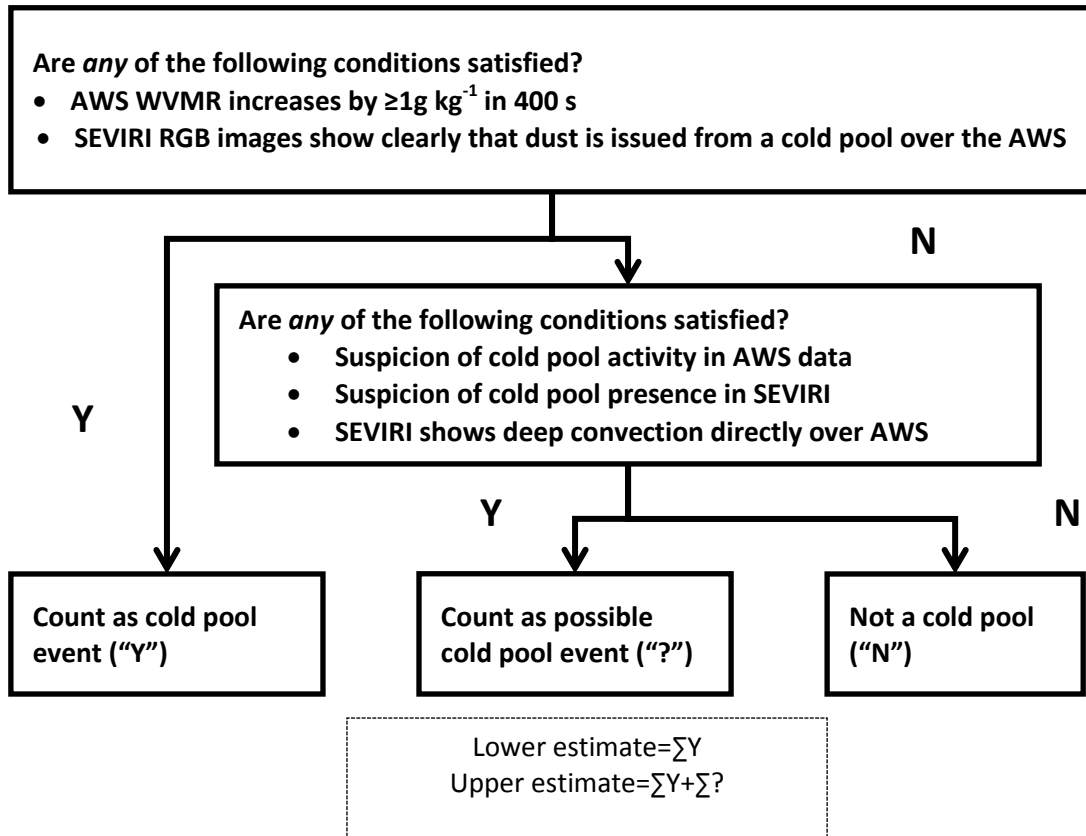 Are any of the following conditions satisfied?
• AWS WVMR increases by ≥1g kg⁻¹ in 400 s
• SEVIRI RGB images show clearly that dust is issued from a cold pool over the AWS
N
Are any of the following conditions satisfied?
• Suspicion of cold pool activity in AWS data
• Suspicion of cold pool presence in SEVIRI
• SEVIRI shows deep convection directly over AWS
Y
Y
N
Count as cold pool
event (“Y”)
Count as possible
cold pool event (“?”)
Not a cold pool
(“N”)
Lower estimate=∑Y
Upper estimate=∑Y+∑?